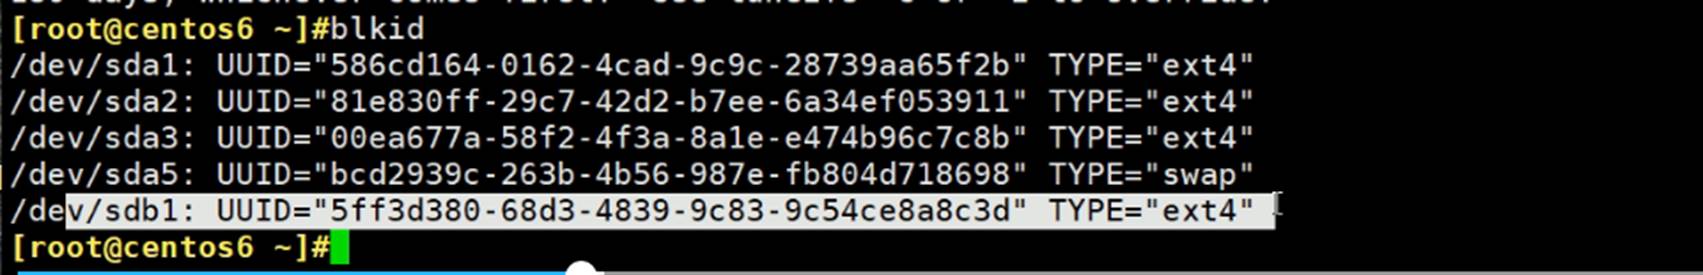 [root@centos6 ~]#blkid
/dev/sda1: UUID="586cd164-0162-4cad-9c9c-28739aa65f2b" TYPE="ext4"
/dev/sda2: UUID="81e830ff-29c7-42d2-b7ee-6a34ef053911" TYPE="ext4"
/dev/sda3: UUID="00ea677a-58f2-4f3a-8a1e-e474b96c7c8b" TYPE="ext4"
/dev/sda5: UUID="bcd2939c-263b-4b56-987e-fb804d718698" TYPE="swap"
/dev/sdb1: UUID="5ff3d380-68d3-4839-9c83-9c54ce8a8c3d" TYPE="ext4"
[root@centos6 ~]#